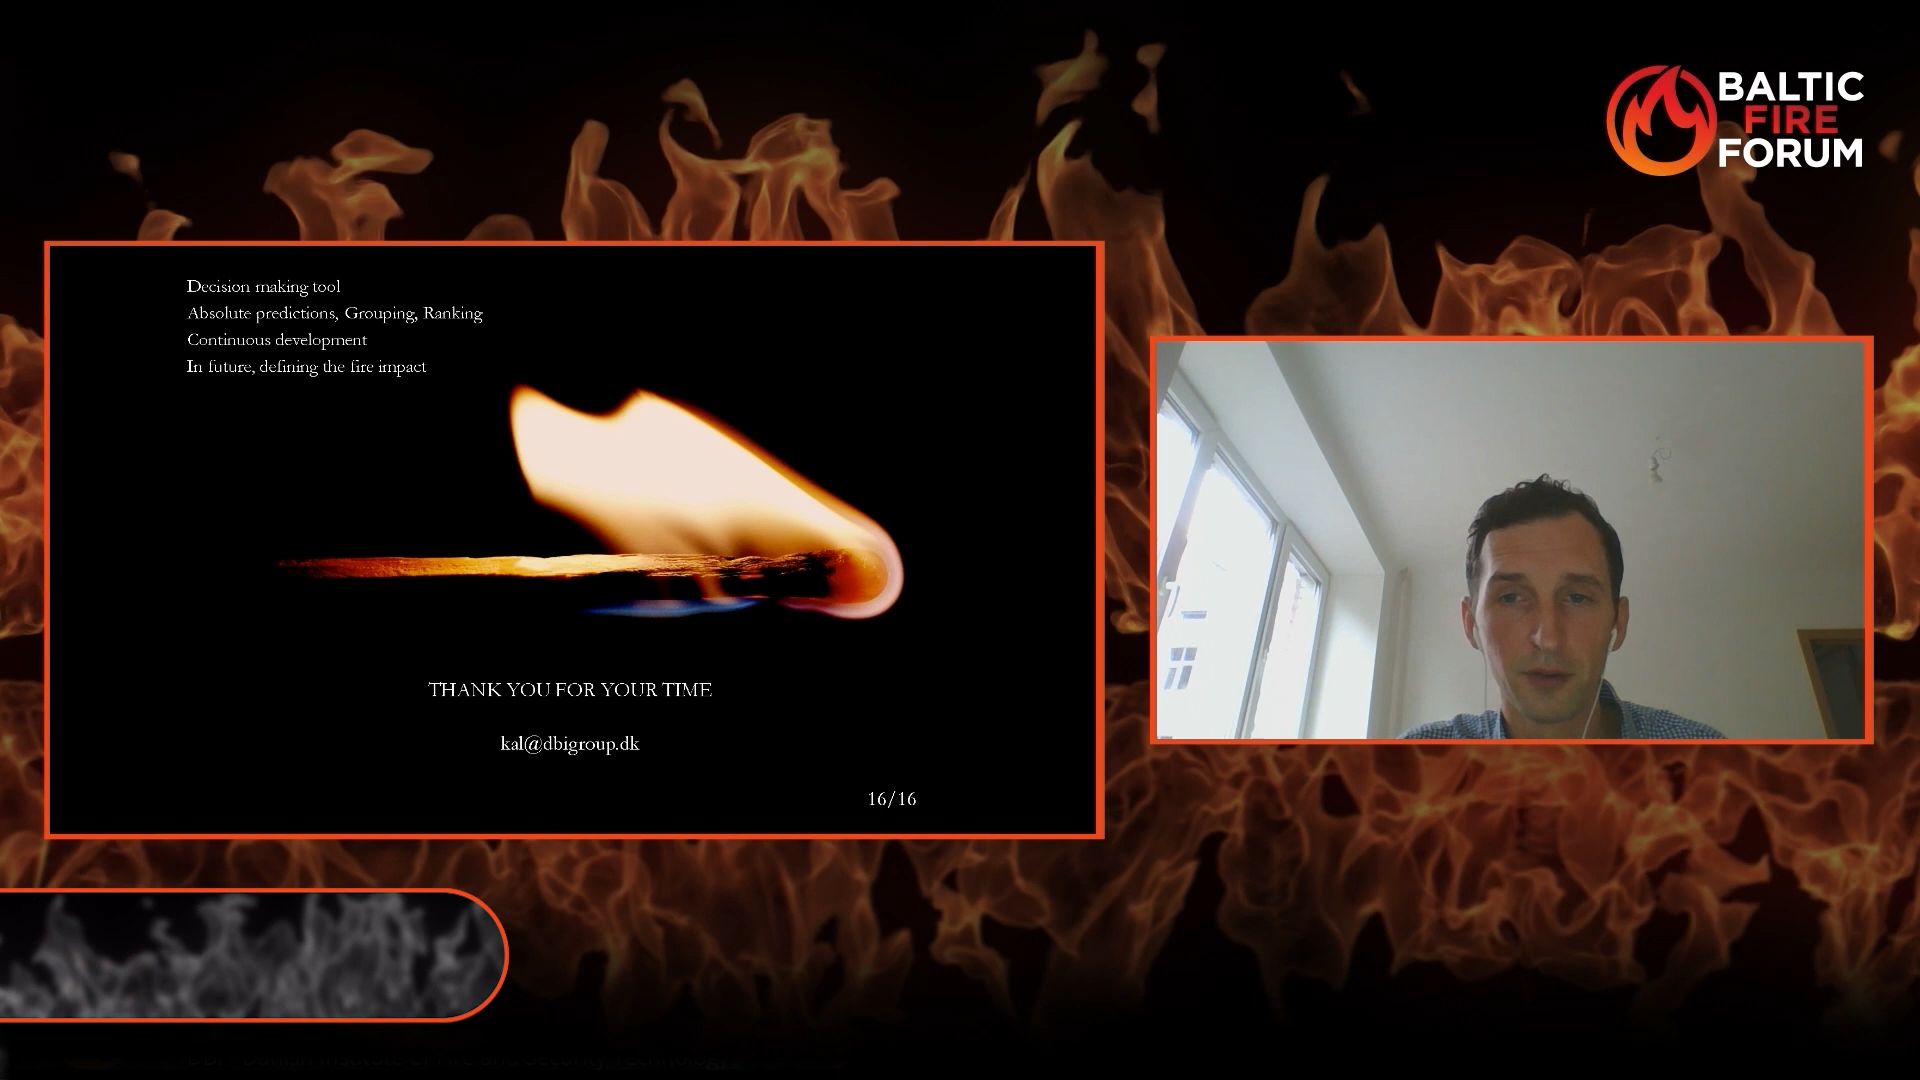 BALTIC
FIRE
FORUM
Decision making tool
Absolute predictions, Grouping, Ranking
Continuous development
In future, defining the fire impact
THANK YOU FOR YOUR TIME
kal@dbigroup.dk
16/16